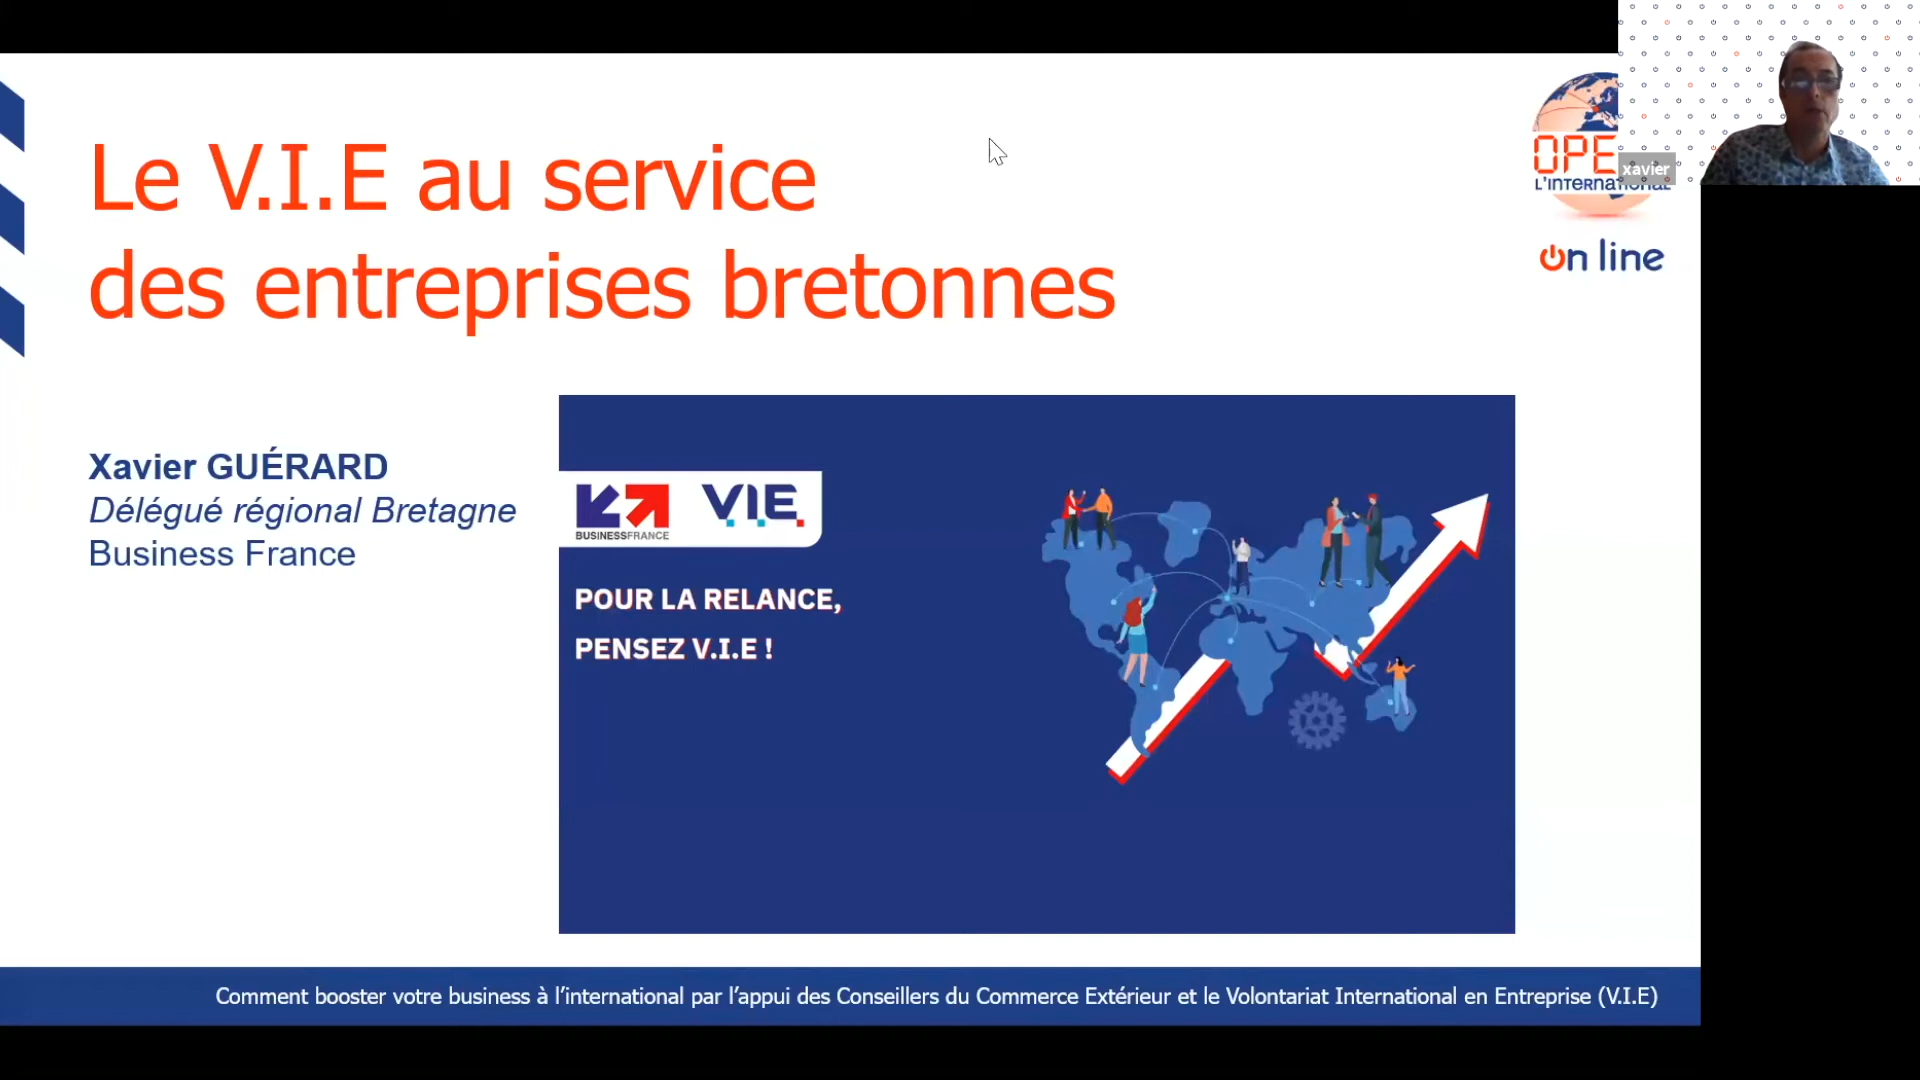 Le V.I.E au service
des entreprises bretonnes
OPE
L'INTERNATIONAL
on line
xavier
Xavier GUÉRARD
Délégué régional Bretagne
Business France
BUSINESSFRANCE
V.I.E.
POUR LA RELANCE,
PENSEZ V.I.E !
Comment booster votre business à l'international par l'appui des Conseillers du Commerce Extérieur et le Volontariat International en Entreprise (V.I.E)